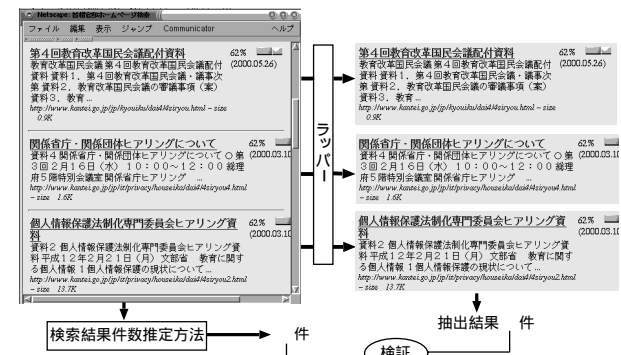 Netscape: 首相官邸ホームページ検索
ファイル 編集 表示 ジャンプ Communicator ヘルプ
第4回教育改革国民会議配付資料 62%
教育改革国民会議 第4回教育改革国民会議配付 (2000.05.26)
資料 資料1．第4回教育改革国民会議・議事次
第 資料2．教育改革国民会議の審議事項（案）
資料3．教育 ...
http://www.kantei.go.jp/jp/kyouiku/dai4/4siryou.html – size
0.9K
関係省庁・関係団体ヒアリングについて 62%
資料4 関係省庁・関係団体ヒアリングについて ○ 第 (2000.03.10
3回 2月16日（水） 10：00～12：00 総理
府5階特別会議室 関係省庁ヒアリング ...
http://www.kantei.go.jp/jp/it/privacy/houseika/dai4/4siryou4.html
– size 1.6K
個人情報保護法制化専門委員会ヒアリング資 62%
料 (2000.03.10
資料2 個人情報保護法制化専門委員会ヒアリング資
料 平成12年2月21日（月） 文部省 教育に関す
る個人情報 1 個人情報保護の現状について ...
http://www.kantei.go.jp/jp/it/privacy/houseika/dai4/4siryou2.html
– size 13.7K
ラッパー
第4回教育改革国民会議配付資料 62%
教育改革国民会議 第4回教育改革国民会議配付 (2000.05.26)
資料 資料1．第4回教育改革国民会議・議事次
第 資料2．教育改革国民会議の審議事項（案）
資料3．教育 ...
http://www.kantei.go.jp/jp/kyouiku/dai4/4siryou.html – size
0.9K
関係省庁・関係団体ヒアリングについて 62%
資料4 関係省庁・関係団体ヒアリングについて ○ 第 (2000.03.10
3回 2月16日（水） 10：00～12：00 総理
府5階特別会議室 関係省庁ヒアリング ...
http://www.kantei.go.jp/jp/it/privacy/houseika/dai4/4siryou4.html
– size 1.6K
個人情報保護法制化専門委員会ヒアリング資 62%
料 (2000.03.10
資料2 個人情報保護法制化専門委員会ヒアリング資
料 平成12年2月21日（月） 文部省 教育に関す
る個人情報 1 個人情報保護の現状について ...
http://www.kantei.go.jp/jp/it/privacy/houseika/dai4/4siryou2.html
– size 13.7K
検索結果件数推定方法 件
抽出結果 件
検証